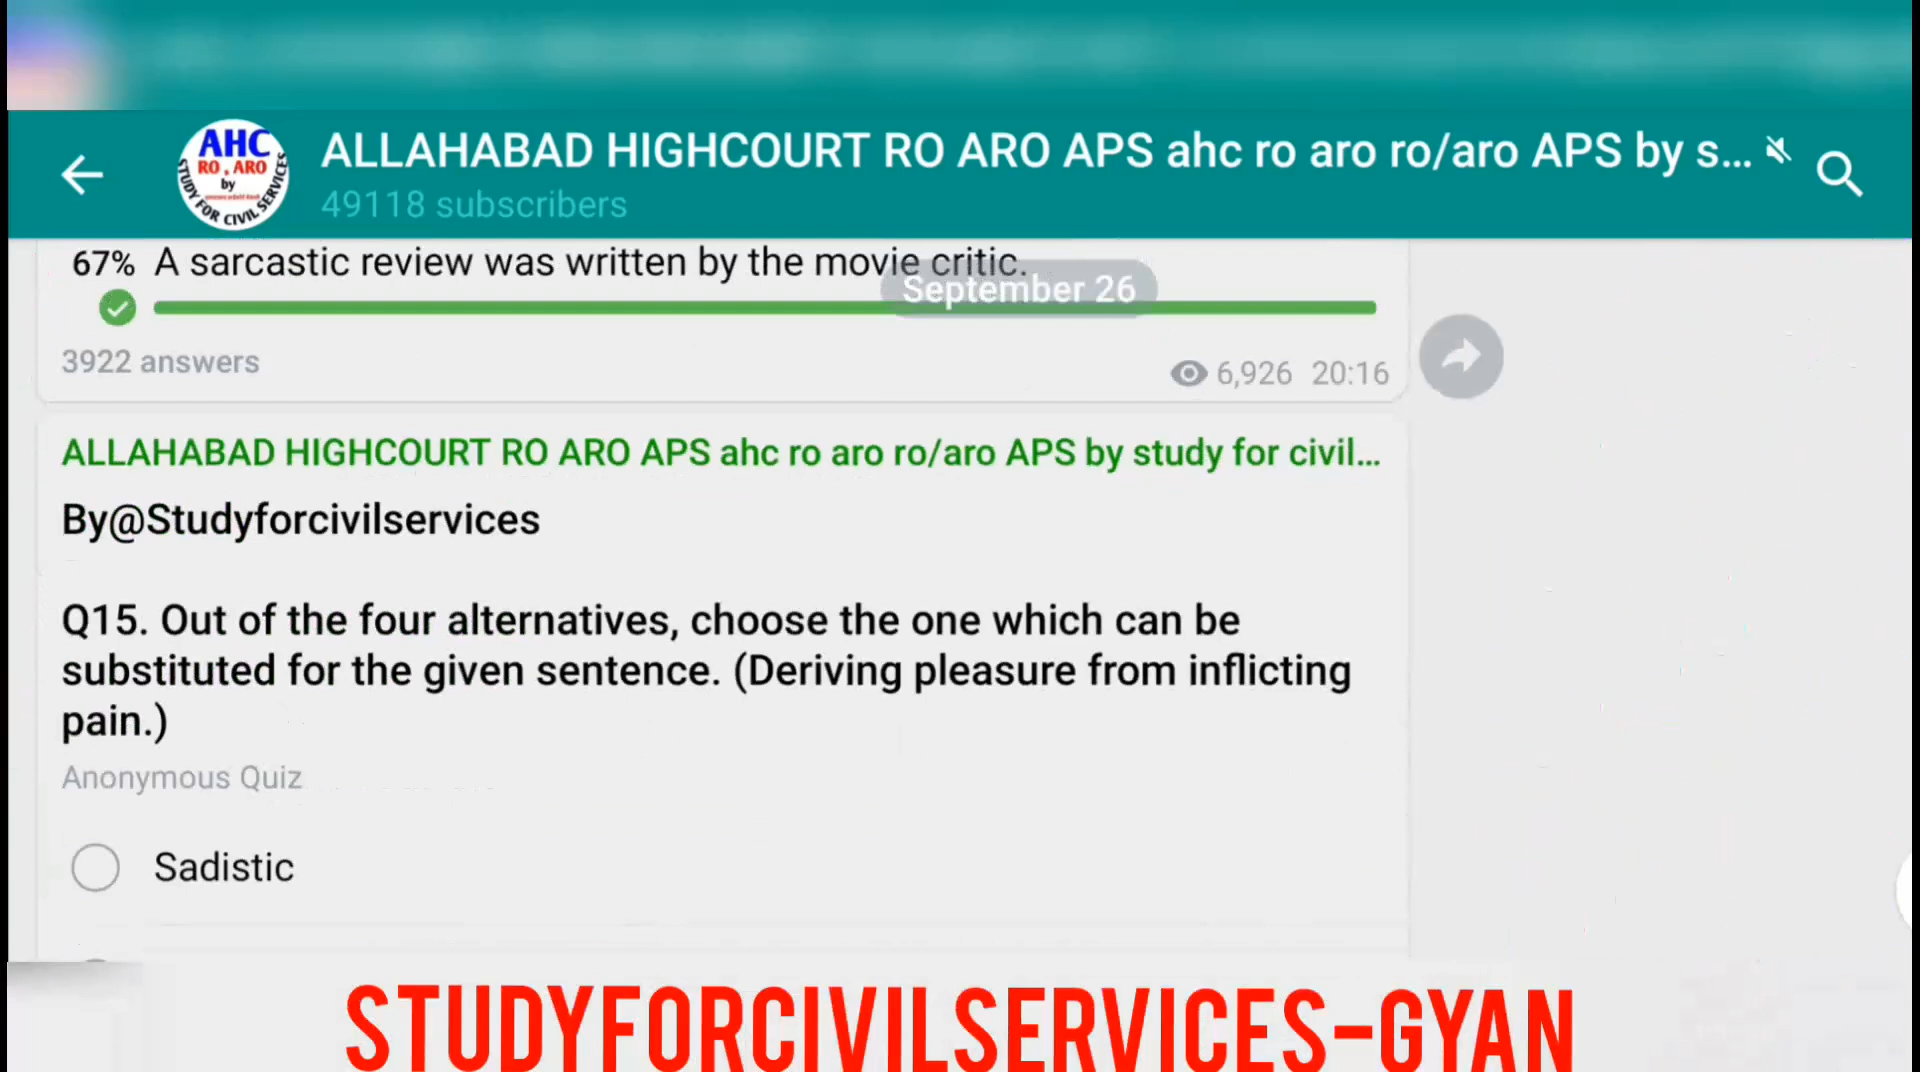 AHC
RO , ARO
by
STUDY FOR CIVIL SERVICES
ALLAHABAD HIGHCOURT RO ARO APS ahc ro aro ro/aro APS by s...
49118 subscribers
67% A sarcastic review was written by the movie critic.
September 26
3922 answers
6,926 20:16
ALLAHABAD HIGHCOURT RO ARO APS ahc ro aro ro/aro APS by study for civil...
By@Studyforcivilservices
Q15. Out of the four alternatives, choose the one which can be
substituted for the given sentence. (Deriving pleasure from inflicting
pain.)
Anonymous Quiz
Sadistic
STUDYFORCIVILSERVICES-GYAN